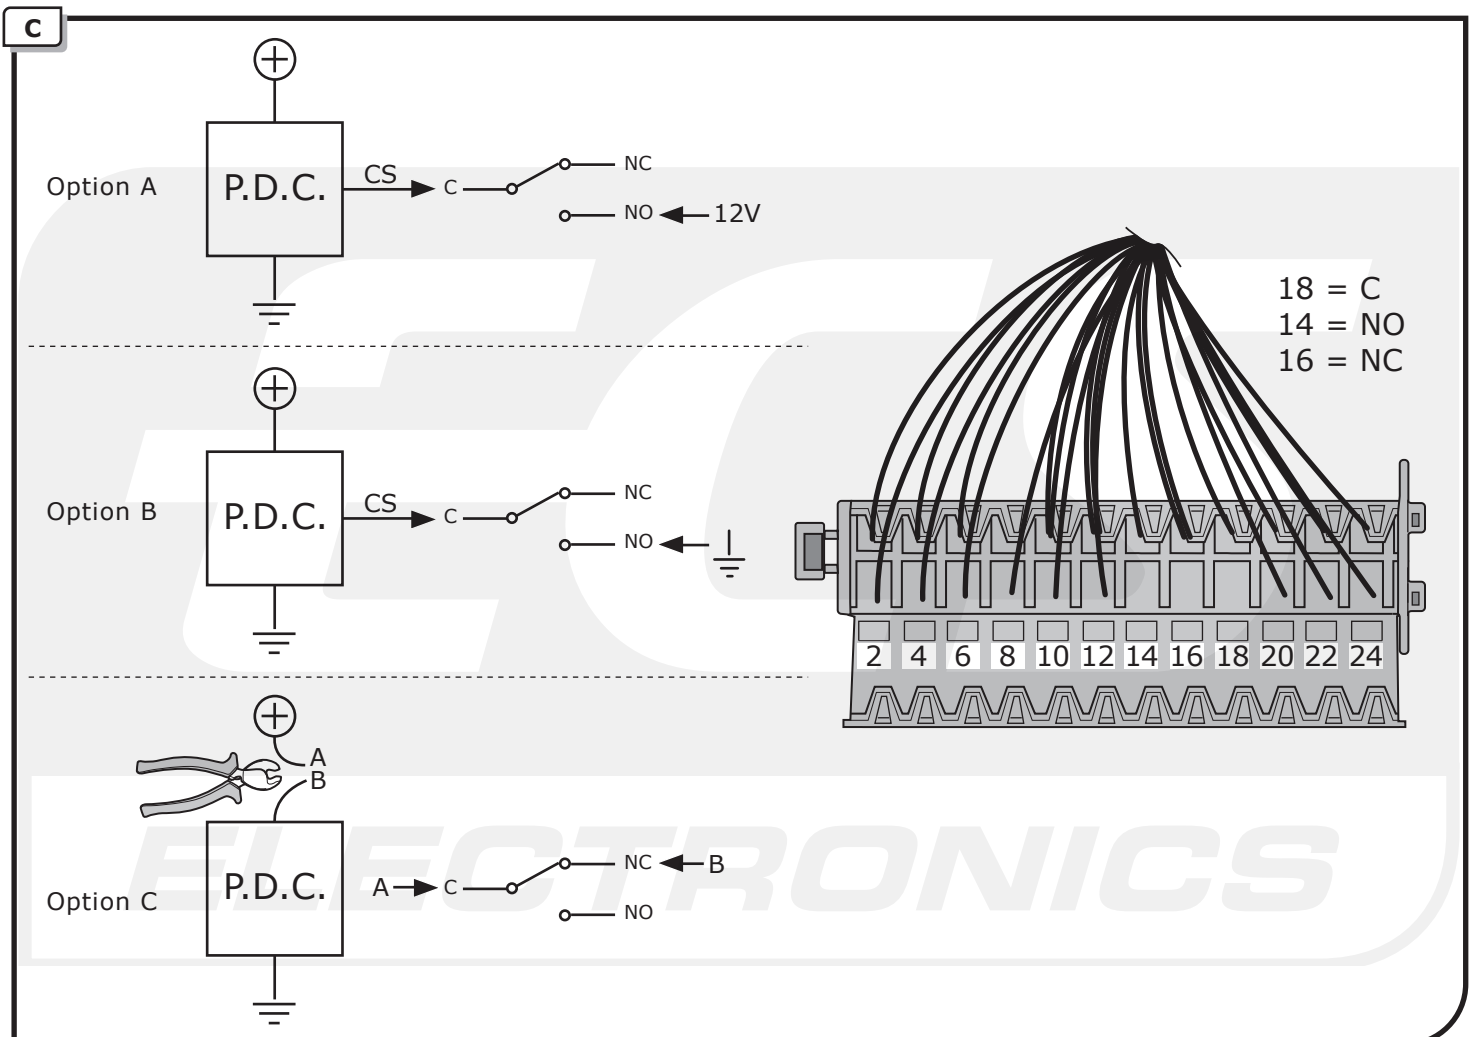 C
Option A
P.D.C.
CS
C
NC
NO
12V
Option B
P.D.C.
CS
C
NC
NO
A
B
Option C
P.D.C.
A
C
NC
B
NO
18 = C
14 = NO
16 = NC
2 4 6 8 10 12 14 16 18 20 22 24
ECS
ELECTRONICS